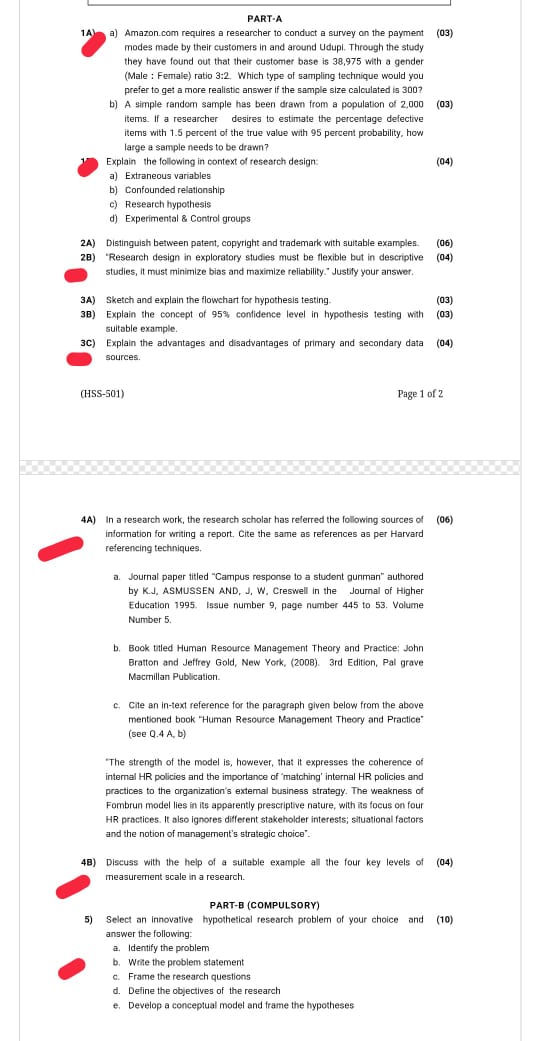 PART-A
1A) a) Amazon.com requires a researcher to conduct a survey on the payment (03)
modes made by their customers in and around Udupi. Through the study
they have found out that their customer base is 38,975 with a gender
(Male : Female) ratio 3:2. Which type of sampling technique would you
prefer to get a more realistic answer if the sample size calculated is 300?
b) A simple random sample has been drawn from a population of 2,000 (03)
items. If a researcher desires to estimate the percentage defective
items with 1.5 percent of the true value with 95 percent probability, how
large a sample needs to be drawn?
Explain the following in context of research design: (04)
a) Extraneous variables
b) Confounded relationship
c) Research hypothesis
d) Experimental & Control groups
2A) Distinguish between patent, copyright and trademark with suitable examples. (06)
2B) "Research design in exploratory studies must be flexible but in descriptive (04)
studies, it must minimize bias and maximize reliability." Justify your answer.
3A) Sketch and explain the flowchart for hypothesis testing. (03)
3B) Explain the concept of 95% confidence level in hypothesis testing with (03)
suitable example.
3C) Explain the advantages and disadvantages of primary and secondary data (04)
sources.
(HSS-501) Page 1 of 2
4A) In a research work, the research scholar has referred the following sources of (06)
information for writing a report. Cite the same as references as per Harvard
referencing techniques.
a. Journal paper titled "Campus response to a student gunman" authored
by K.J, ASMUSSEN AND, J, W, Creswell in the Journal of Higher
Education 1995. Issue number 9, page number 445 to 53. Volume
Number 5.
b. Book titled Human Resource Management Theory and Practice: John
Bratton and Jeffrey Gold, New York, (2008). 3rd Edition, Pal grave
Macmillan Publication.
c. Cite an in-text reference for the paragraph given below from the above
mentioned book "Human Resource Management Theory and Practice"
(see Q.4 A, b)
"The strength of the model is, however, that it expresses the coherence of
internal HR policies and the importance of 'matching' internal HR policies and
practices to the organization's external business strategy. The weakness of
Fombrun model lies in its apparently prescriptive nature, with its focus on four
HR practices. It also ignores different stakeholder interests; situational factors
and the notion of management's strategic choice".
4B) Discuss with the help of a suitable example all the four key levels of (04)
measurement scale in a research.
PART-B (COMPULSORY)
5) Select an innovative hypothetical research problem of your choice and (10)
answer the following:
a. Identify the problem
b. Write the problem statement
c. Frame the research questions
d. Define the objectives of the research
e. Develop a conceptual model and frame the hypotheses